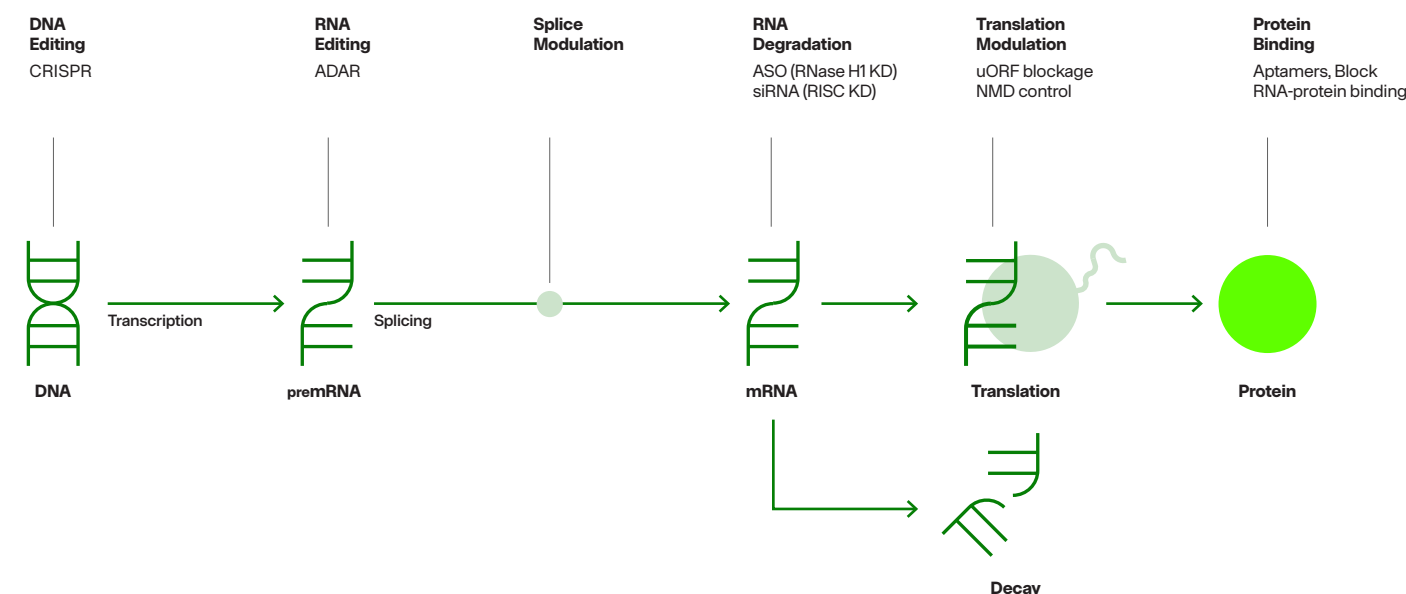 DNA
Editing
CRISPR
RNA
Editing
ADAR
Splice
Modulation
RNA
Degradation
ASO (RNase H1 KD)
siRNA (RISC KD)
Translation
Modulation
uORF blockage
NMD control
Protein
Binding
Aptamers, Block
RNA-protein binding
Transcription
Splicing
DNA
premRNA
mRNA
Translation
Protein
Decay